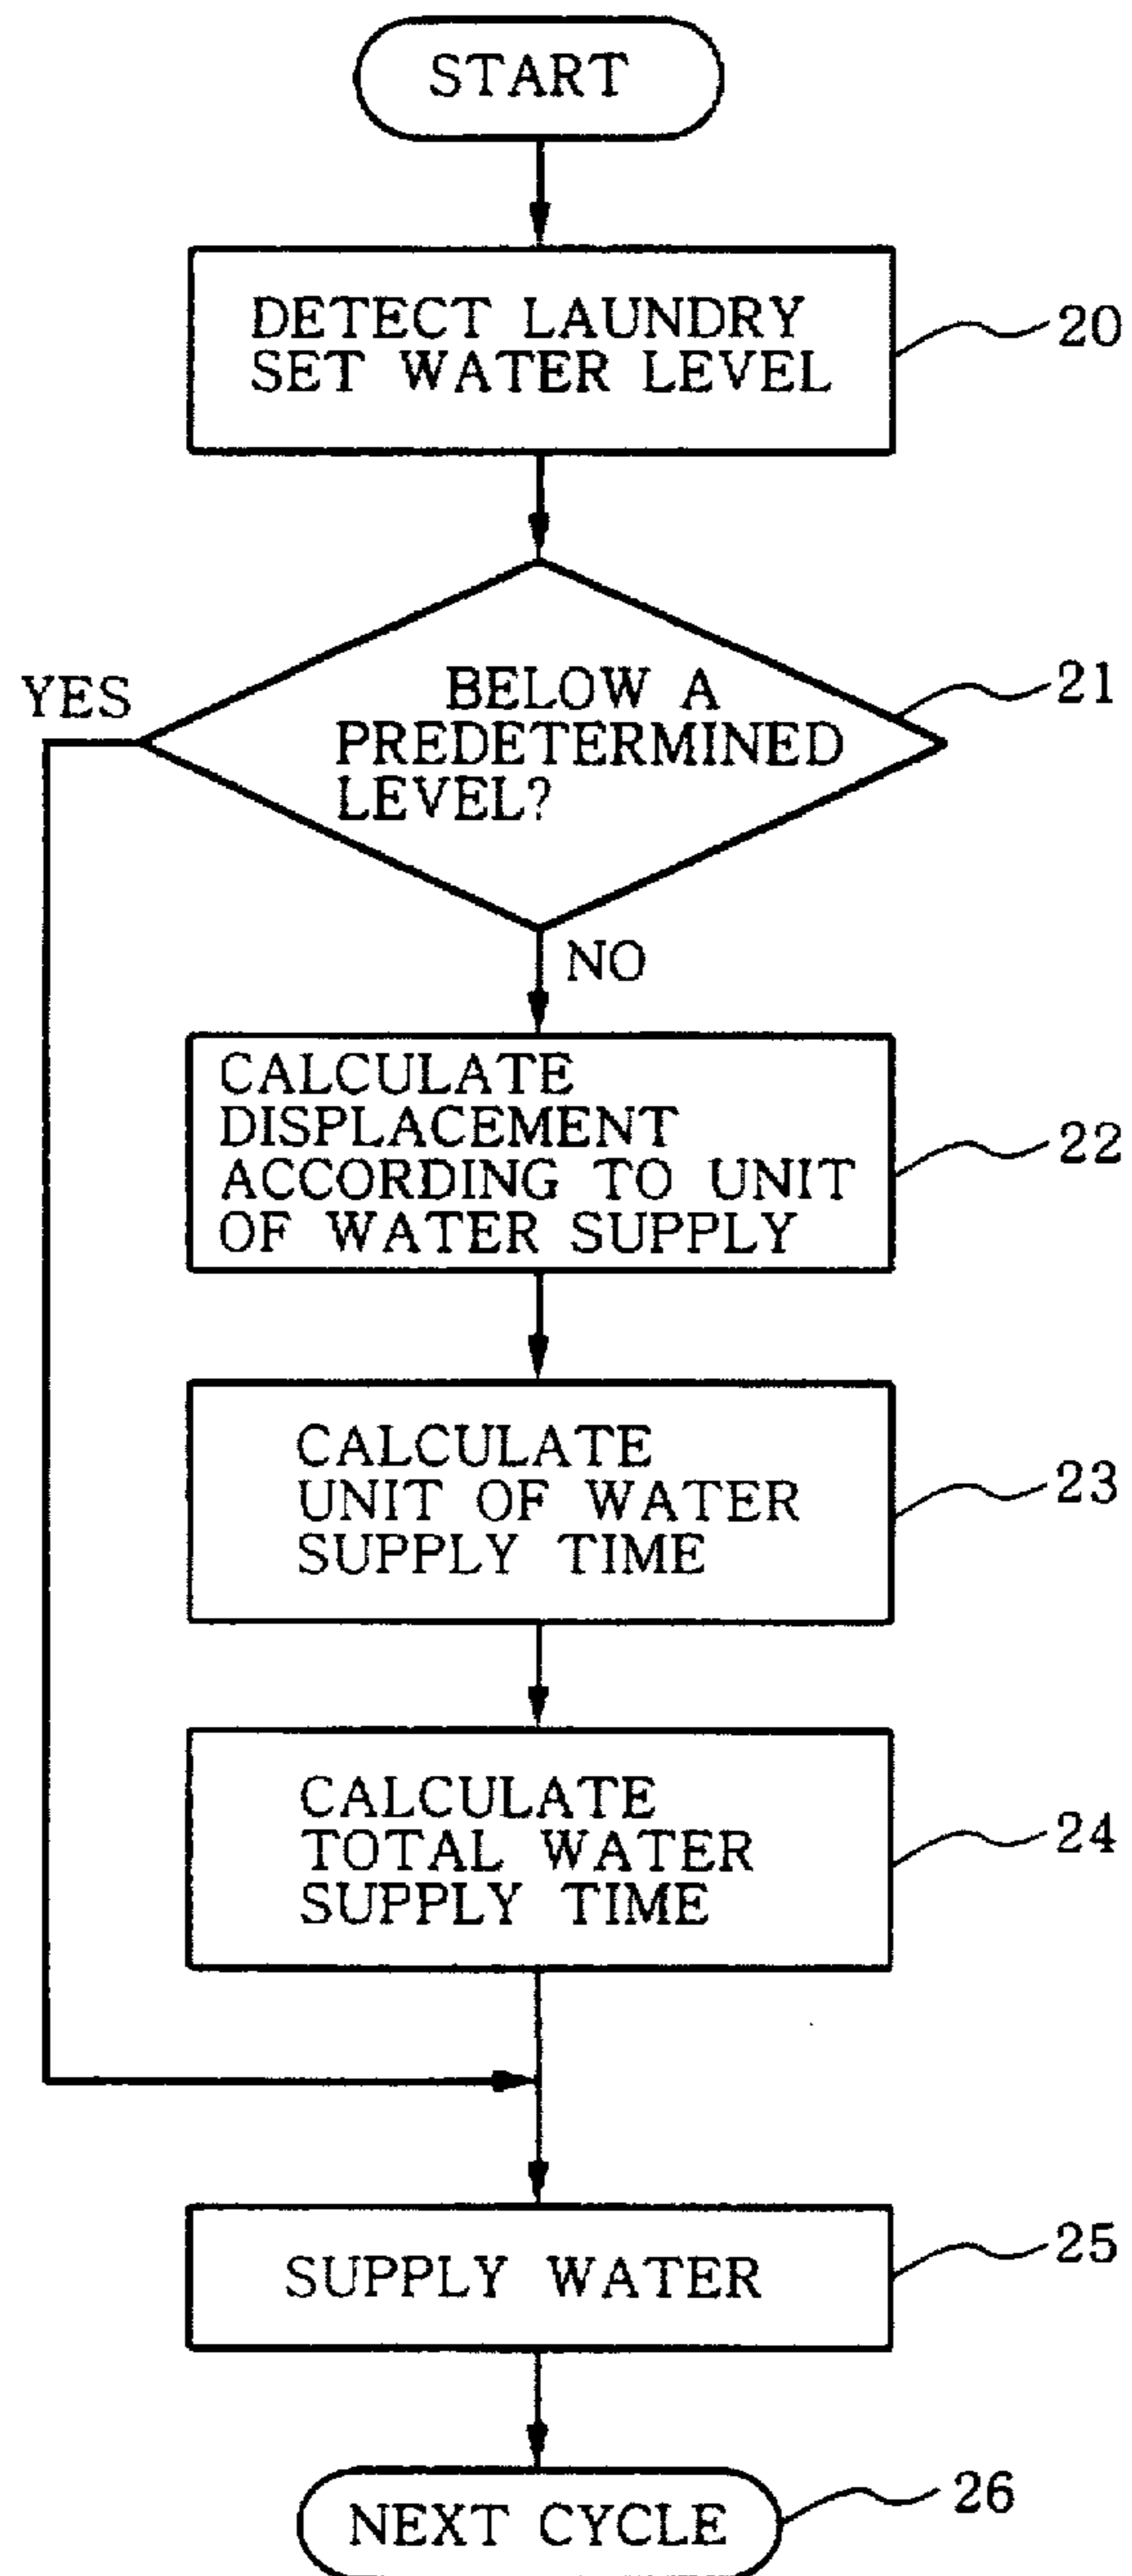 START
DETECT LAUNDRY
SET WATER LEVEL
20
YES
BELOW A
PREDETERMINED
LEVEL?
21
NO
CALCULATE
DISPLACEMENT
ACCORDING TO UNIT
OF WATER SUPPLY
22
CALCULATE
UNIT OF WATER
SUPPLY TIME
23
CALCULATE
TOTAL WATER
SUPPLY TIME
24
SUPPLY WATER
25
NEXT CYCLE
26